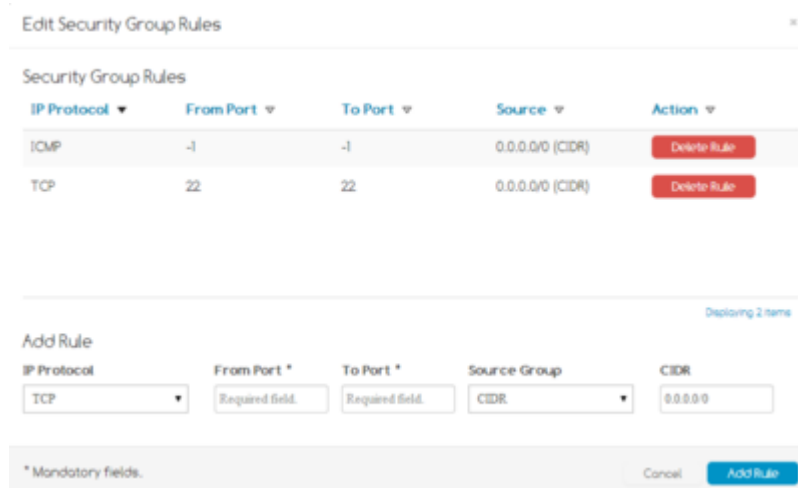 Edit Security Group Rules
Security Group Rules
IP Protocol From Port To Port Source Action
ICMP -1 -1 0.0.0.0/0 (CIDR) Delete Rule
TCP 22 22 0.0.0.0/0 (CIDR) Delete Rule
Displaying 2 items
Add Rule
IP Protocol From Port * To Port * Source Group CIDR
TCP Required field. Required field. CIDR 0.0.0.0/0
* Mandatory fields. Cancel Add Rule